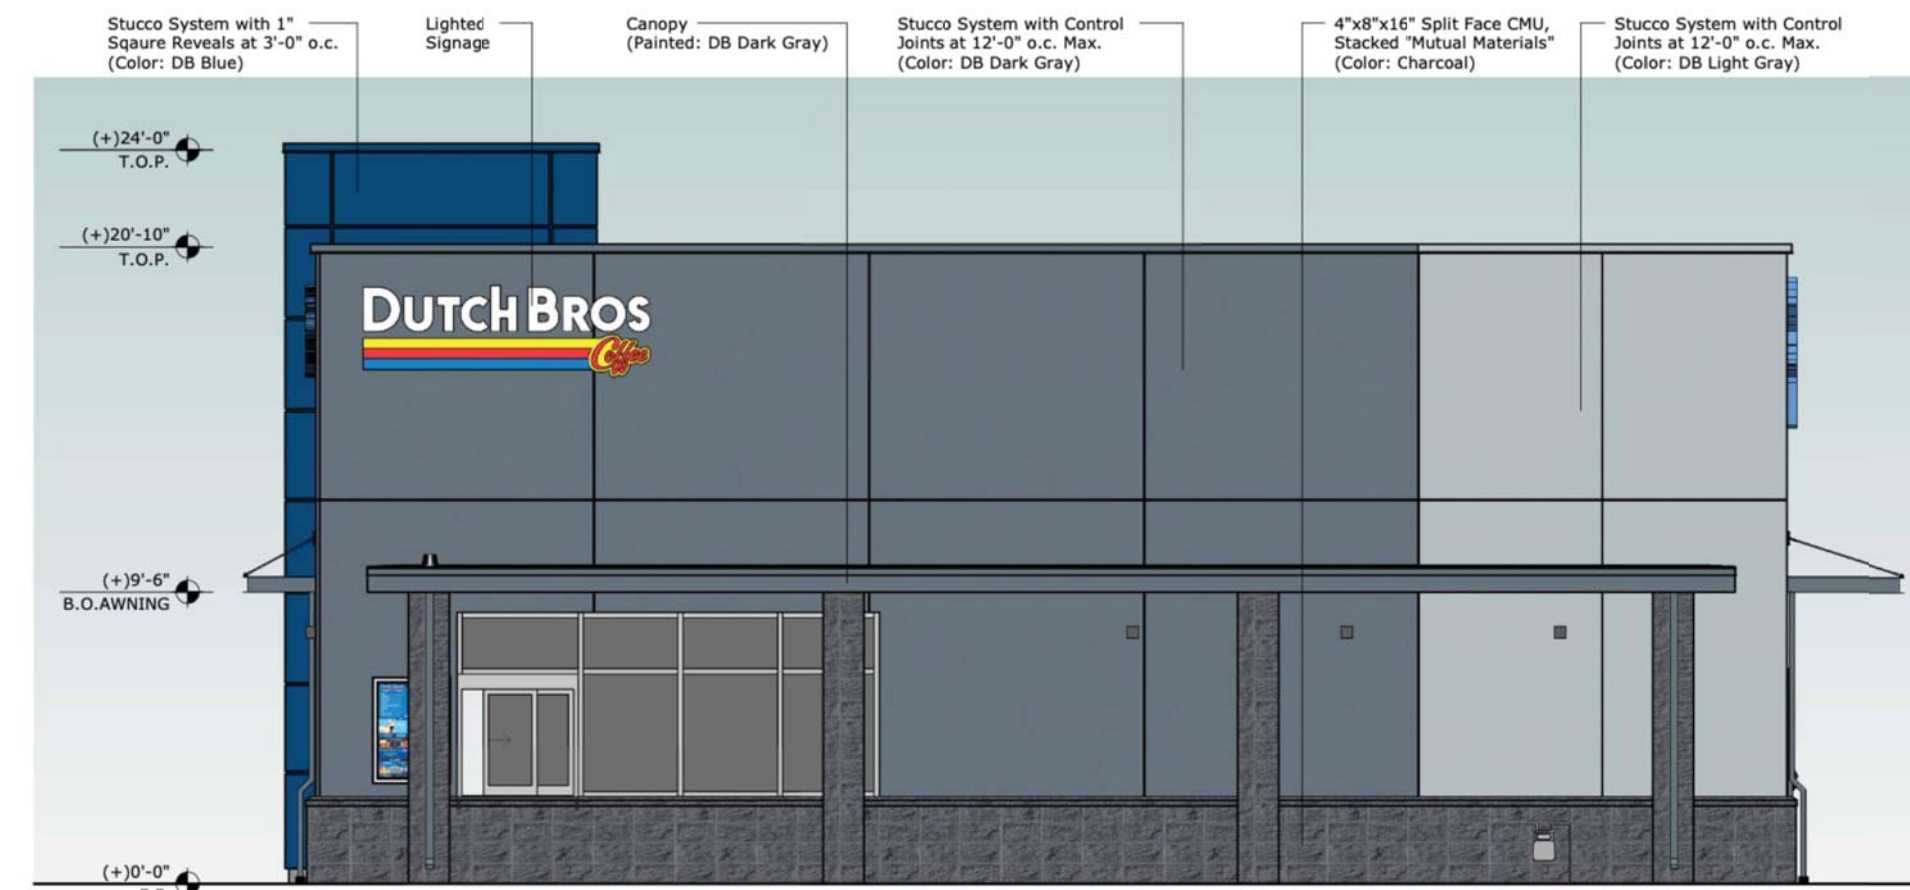 Stucco System with 1"
Sqaure Reveals at 3'-0" o.c.
(Color: DB Blue)
Lighted
Signage
Canopy
(Painted: DB Dark Gray)
Stucco System with Control
Joints at 12'-0" o.c. Max.
(Color: DB Dark Gray)
4"x8"x16" Split Face CMU,
Stacked "Mutual Materials"
(Color: Charcoal)
Stucco System with Control
Joints at 12'-0" o.c. Max.
(Color: DB Light Gray)
(+)24'-0"
T.O.P.
(+)20'-10"
T.O.P.
DUTCH BROS
Coffee
(+)9'-6"
B.O.AWNING
(+)0'-0"